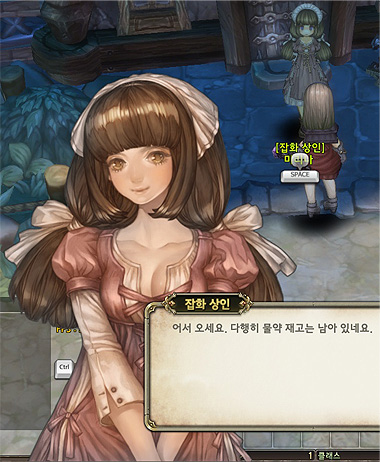 [잡화 상인]
SPACE
잡화 상인
어서 오세요. 다행히 물약 재고는 남아 있네요.
Ctrl
1 클래스